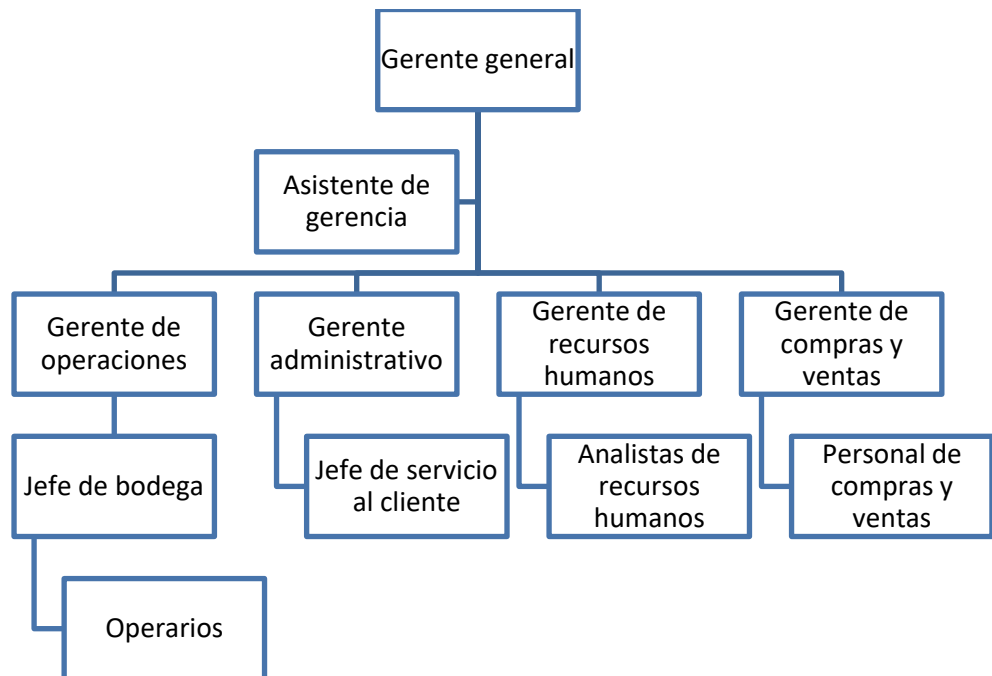 Gerente general
Asistente de
gerencia
Gerente de
operaciones
Gerente
administrativo
Gerente de
recursos
humanos
Gerente de
compras y
ventas
Jefe de bodega
Jefe de servicio
al cliente
Analistas de
recursos
humanos
Personal de
compras y
ventas
Operarios